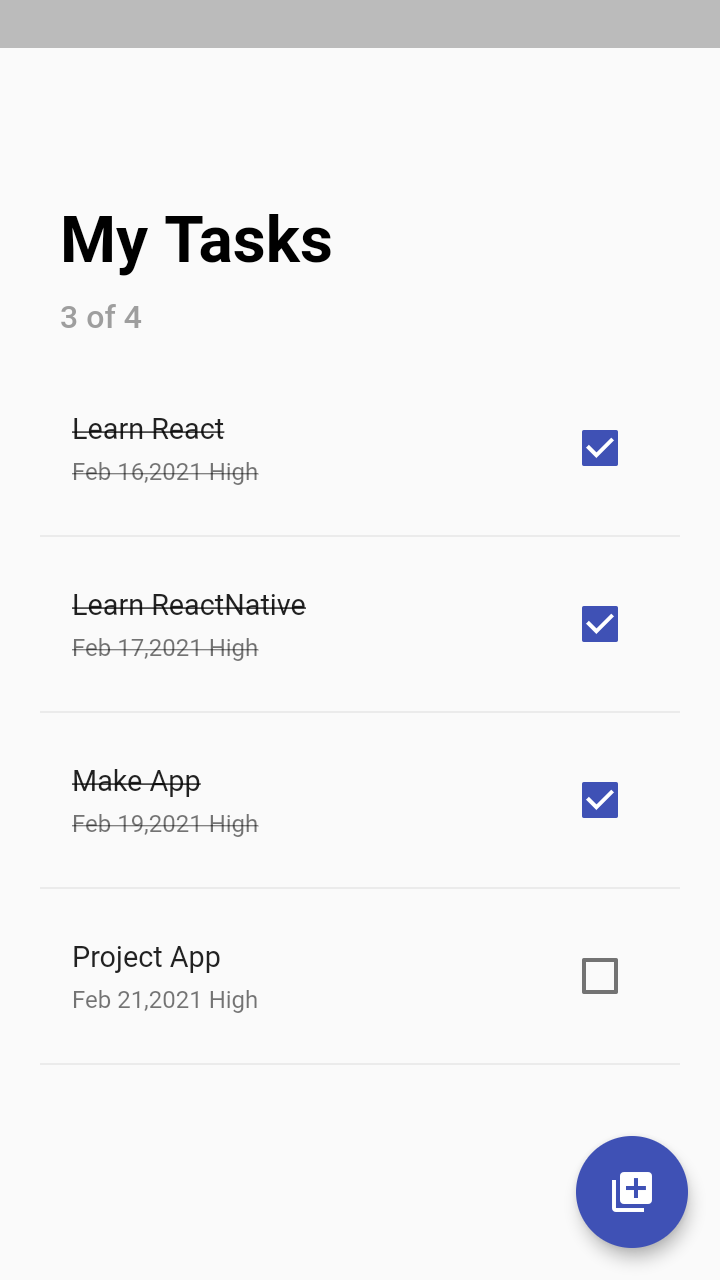 My Tasks
3 of 4
Learn React
Feb 16,2021 High
Learn ReactNative
Feb 17,2021 High
Make App
Feb 19,2021 High
Project App
Feb 21,2021 High